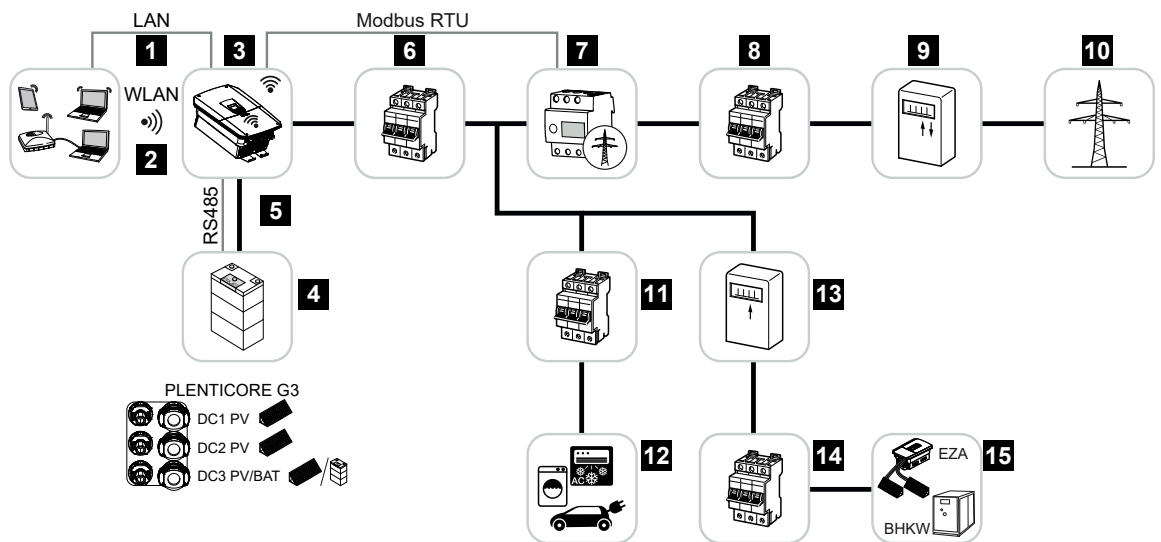 LAN
Modbus RTU
1
3
6
7
8
9
10
WLAN
2
RS485
5
4
11
13
PLENTICORE G3
DC1 PV
DC2 PV
DC3 PV/BAT
12
AC
14
EZA
15
BHKW